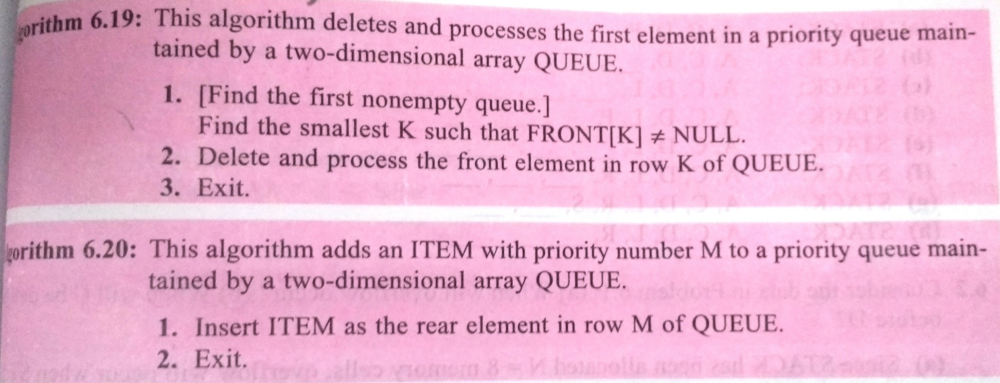 orithm 6.19: This algorithm deletes and processes the first element in a priority queue main-
tained by a two-dimensional array QUEUE.
1. [Find the first nonempty queue.]
Find the smallest K such that FRONT[K] ≠ NULL.
2. Delete and process the front element in row K of QUEUE.
3. Exit.
orithm 6.20: This algorithm adds an ITEM with priority number M to a priority queue main-
tained by a two-dimensional array QUEUE.
1. Insert ITEM as the rear element in row M of QUEUE.
2. Exit.